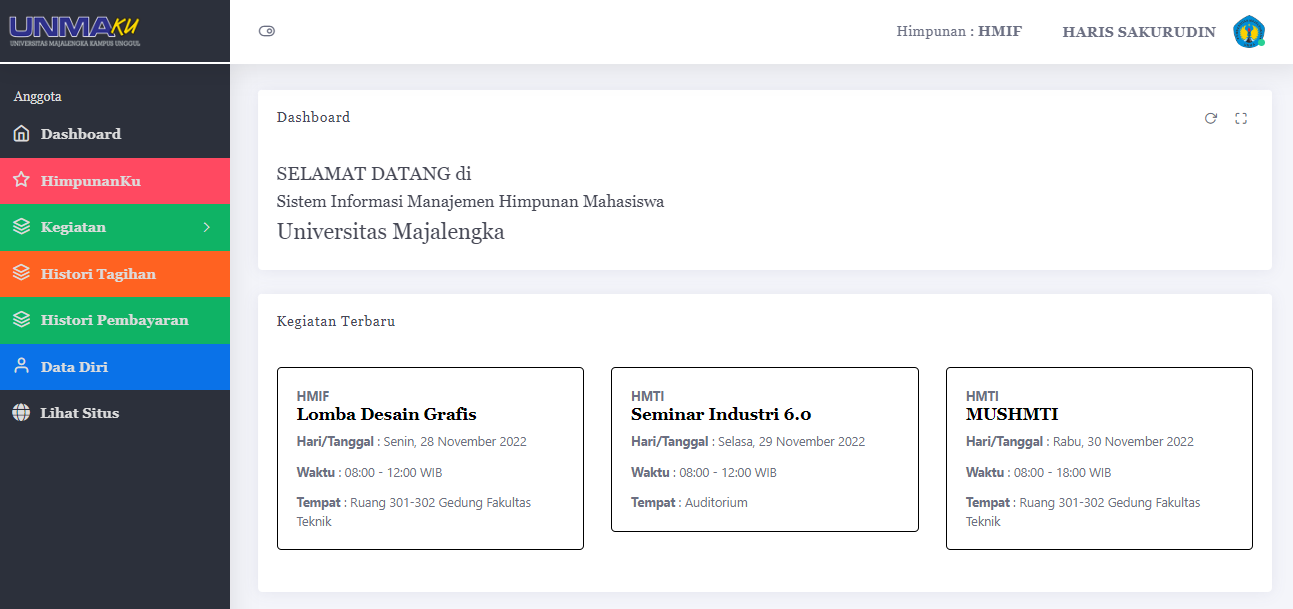 UNMAKU
UNIVERSITAS MAJALENGKA KAMPUS UNGGUL
Himpunan : HMIF
HARIS SAKURUDIN
Anggota
Dashboard
HimpunanKu
Kegiatan
Histori Tagihan
Histori Pembayaran
Data Diri
Lihat Situs
Dashboard
SELAMAT DATANG di
Sistem Informasi Manajemen Himpunan Mahasiswa
Universitas Majalengka
Kegiatan Terbaru
HMIF
Lomba Desain Grafis
Hari/Tanggal : Senin, 28 November 2022
Waktu : 08:00 - 12:00 WIB
Tempat : Ruang 301-302 Gedung Fakultas
Teknik
HMTI
Seminar Industri 6.0
Hari/Tanggal : Selasa, 29 November 2022
Waktu : 08:00 - 12:00 WIB
Tempat : Auditorium
HMTI
MUSHMTI
Hari/Tanggal : Rabu, 30 November 2022
Waktu : 08:00 - 18:00 WIB
Tempat : Ruang 301-302 Gedung Fakultas
Teknik